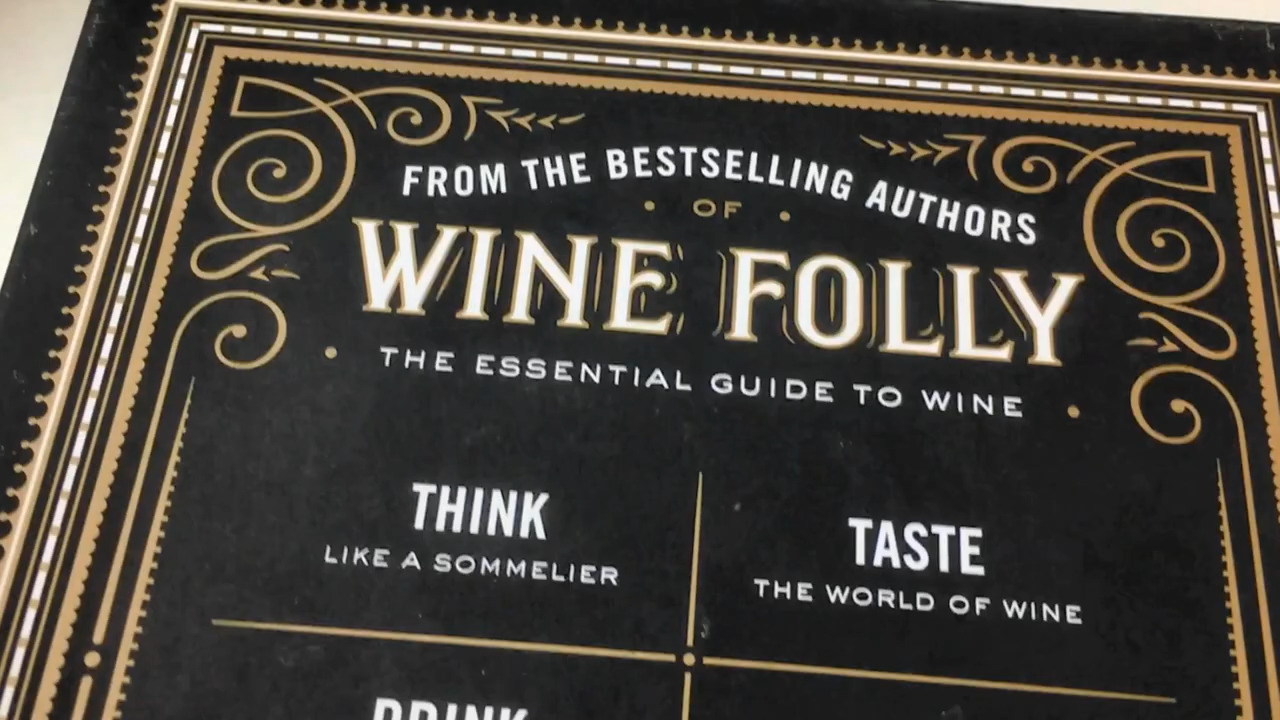 FROM THE BESTSELLING AUTHORS
OF
WINE FOLLY
THE ESSENTIAL GUIDE TO WINE
THINK
LIKE A SOMMELIER
TASTE
THE WORLD OF WINE
DRINK